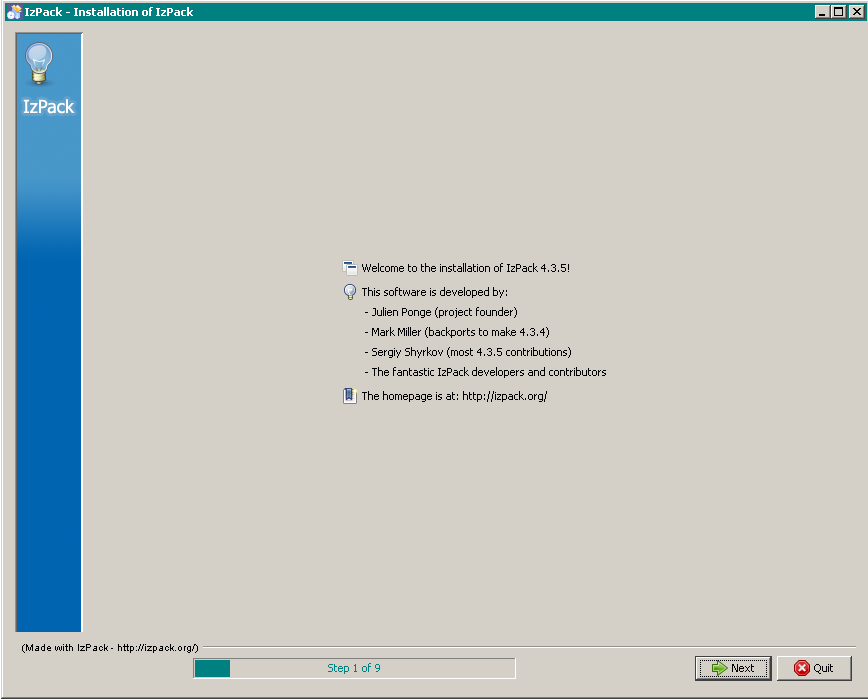 IzPack - Installation of IzPack
IzPack
Welcome to the installation of IzPack 4.3.5!
This software is developed by:
- Julien Ponge (project founder)
- Mark Miller (backports to make 4.3.4)
- Sergiy Shyrkov (most 4.3.5 contributions)
- The fantastic IzPack developers and contributors
The homepage is at: http://izpack.org/
(Made with IzPack - http://izpack.org/)
Step 1 of 9
Next
Quit